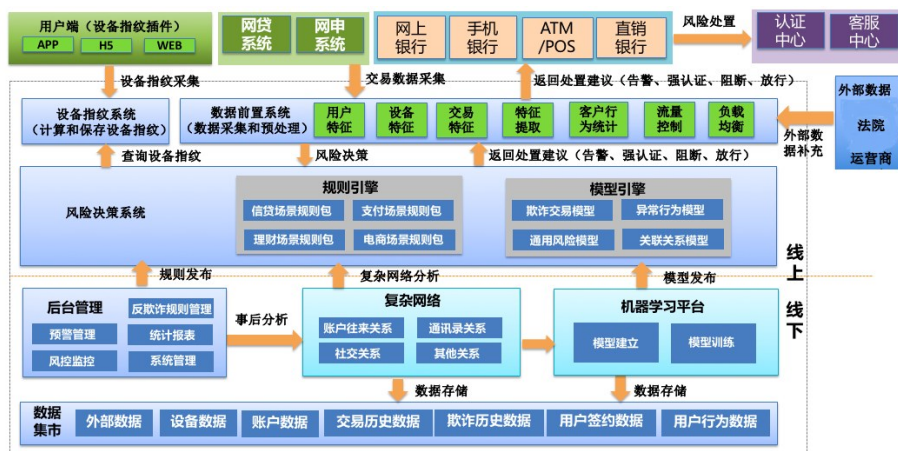 用户端（设备指纹插件）
APP
H5
WEB
网贷
系统
网申
系统
网上
银行
手机
银行
ATM
/POS
直销
银行
风险处置
认证
中心
客服
中心
设备指纹采集
交易数据采集
返回处置建议（告警、强认证、阻断、放行）
设备指纹系统
（计算和保存设备指纹）
数据前置系统
（数据采集和预处理）
用户
特征
设备
特征
交易
特征
特征
提取
客户行
为统计
流量
控制
负载
均衡
外部数
据补充
外部数据
法院
运营商
查询设备指纹
风险决策
返回处置建议（告警、强认证、阻断、放行）
风险决策系统
规则引擎
信贷场景规则包
支付场景规则包
理财场景规则包
电商场景规则包
模型引擎
欺诈交易模型
异常行为模型
通用风险模型
关联关系模型
线
上
规则发布
复杂网络分析
模型发布
线
下
后台管理
反欺诈规则管理
预警管理
统计报表
风控监控
系统管理
事后分析
复杂网络
账户往来关系
通讯录关系
社交关系
其他关系
机器学习平台
模型建立
模型训练
数据存储
数据存储
数据
集市
外部数据
设备数据
账户数据
交易历史数据
欺诈历史数据
用户签约数据
用户行为数据